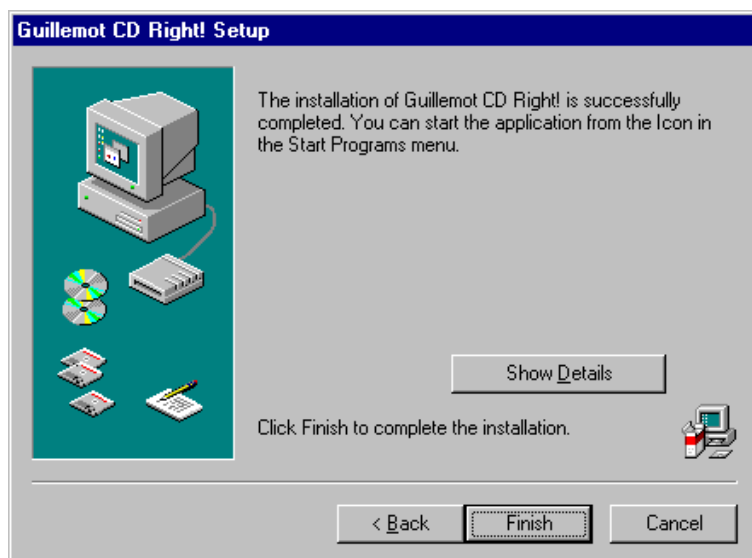 Guillemot CD Right! Setup
The installation of Guillemot CD Right! is successfully
completed. You can start the application from the Icon in
the Start Programs menu.
Show Details
Click Finish to complete the installation.
< Back
Finish
Cancel